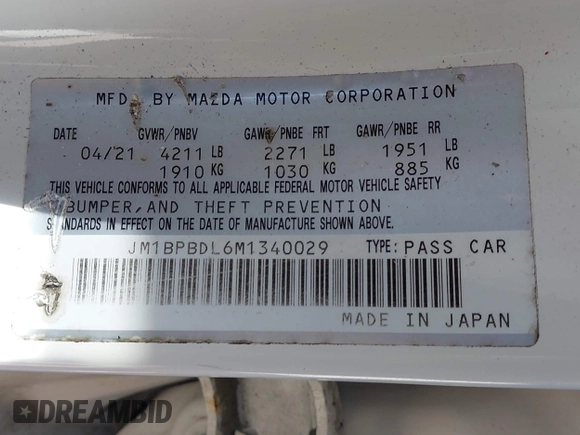 MFD. BY MAZDA MOTOR CORPORATION
DATE GVWR/PNBV GAWR/PNBE FRT GAWR/PNBE RR
04/21 4211 LB 2271 LB 1951 LB
1910 KG 1030 KG 885 KG
THIS VEHICLE CONFORMS TO ALL APPLICABLE FEDERAL MOTOR VEHICLE SAFETY
BUMPER, AND THEFT PREVENTION
STANDARDS IN EFFECT ON THE DATE OF MANUFACTURE SHOWN ABOVE.
JM1BPBDL6M1340029 TYPE: PASS CAR
MADE IN JAPAN
DREAMBID